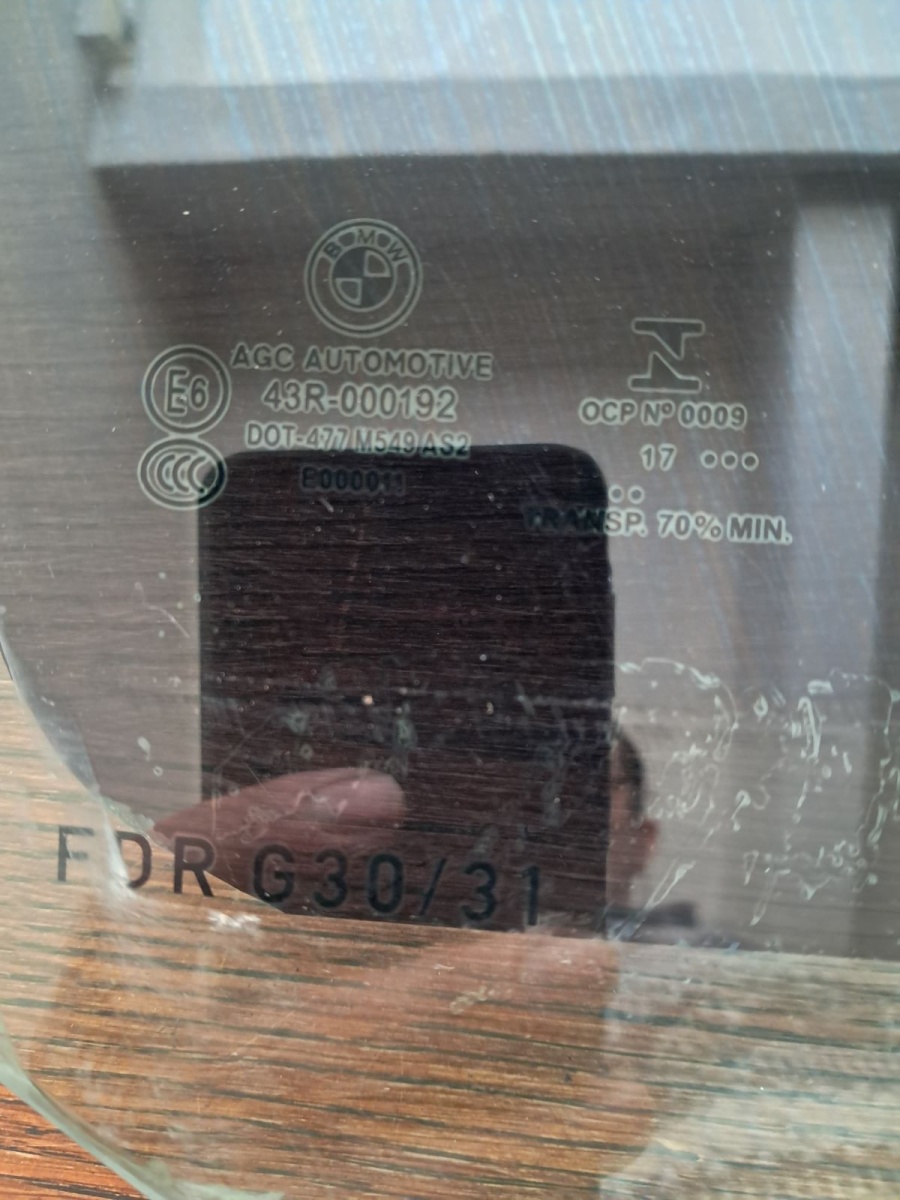 BMW
AGC AUTOMOTIVE
E6
43R-000192
DOT-477 M549 AS2
CCC
E000011
OCP Nº 0009
17 •••
••
TRANSP. 70% MIN.
FDR G30/31